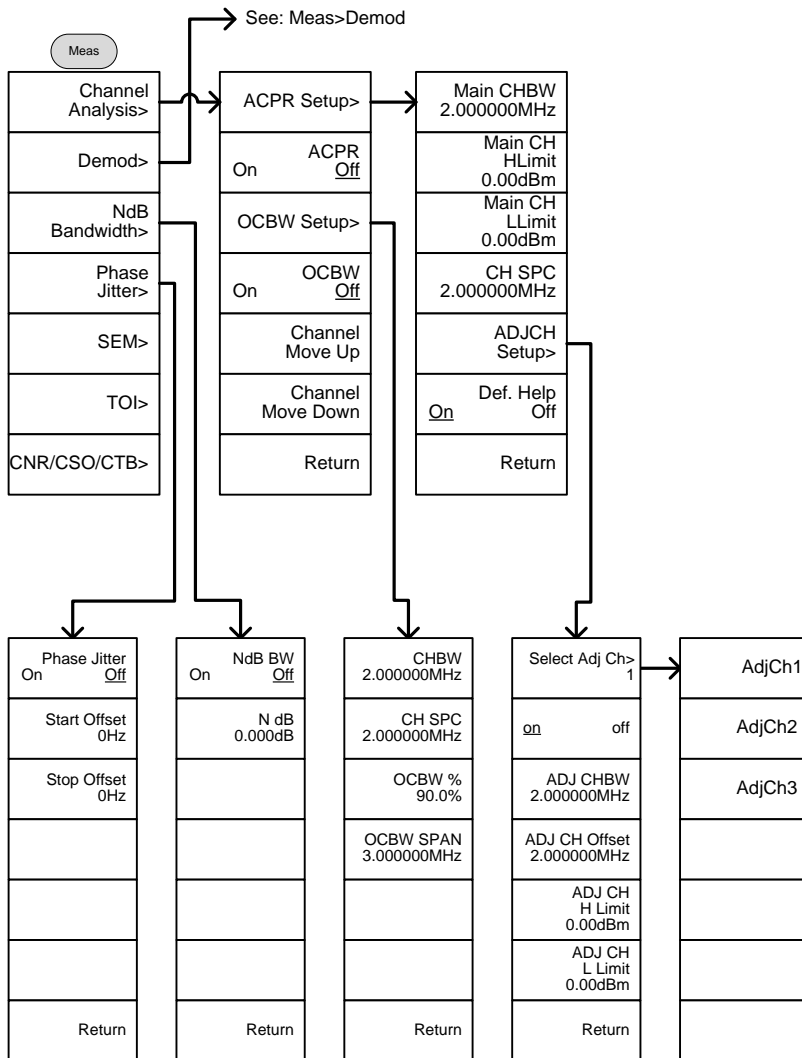 See: Meas>Demod
Meas
Channel
Analysis>
Demod>
NdB
Bandwidth>
Phase
Jitter>
SEM>
TOI>
CNR/CSO/CTB>
ACPR Setup>
ACPR
On Off
OCBW Setup>
OCBW
On Off
Channel
Move Up
Channel
Move Down
Return
Main CHBW
2.000000MHz
Main CH
HLimit
0.00dBm
Main CH
LLimit
0.00dBm
CH SPC
2.000000MHz
ADJCH
Setup>
Def. Help
On Off
Return
Phase Jitter
On Off
Start Offset
0Hz
Stop Offset
0Hz
Return
NdB BW
On Off
N dB
0.000dB
Return
CHBW
2.000000MHz
CH SPC
2.000000MHz
OCBW %
90.0%
OCBW SPAN
3.000000MHz
Return
Select Adj Ch>
1
on off
ADJ CHBW
2.000000MHz
ADJ CH Offset
2.000000MHz
ADJ CH
H Limit
0.00dBm
ADJ CH
L Limit
0.00dBm
Return
AdjCh1
AdjCh2
AdjCh3